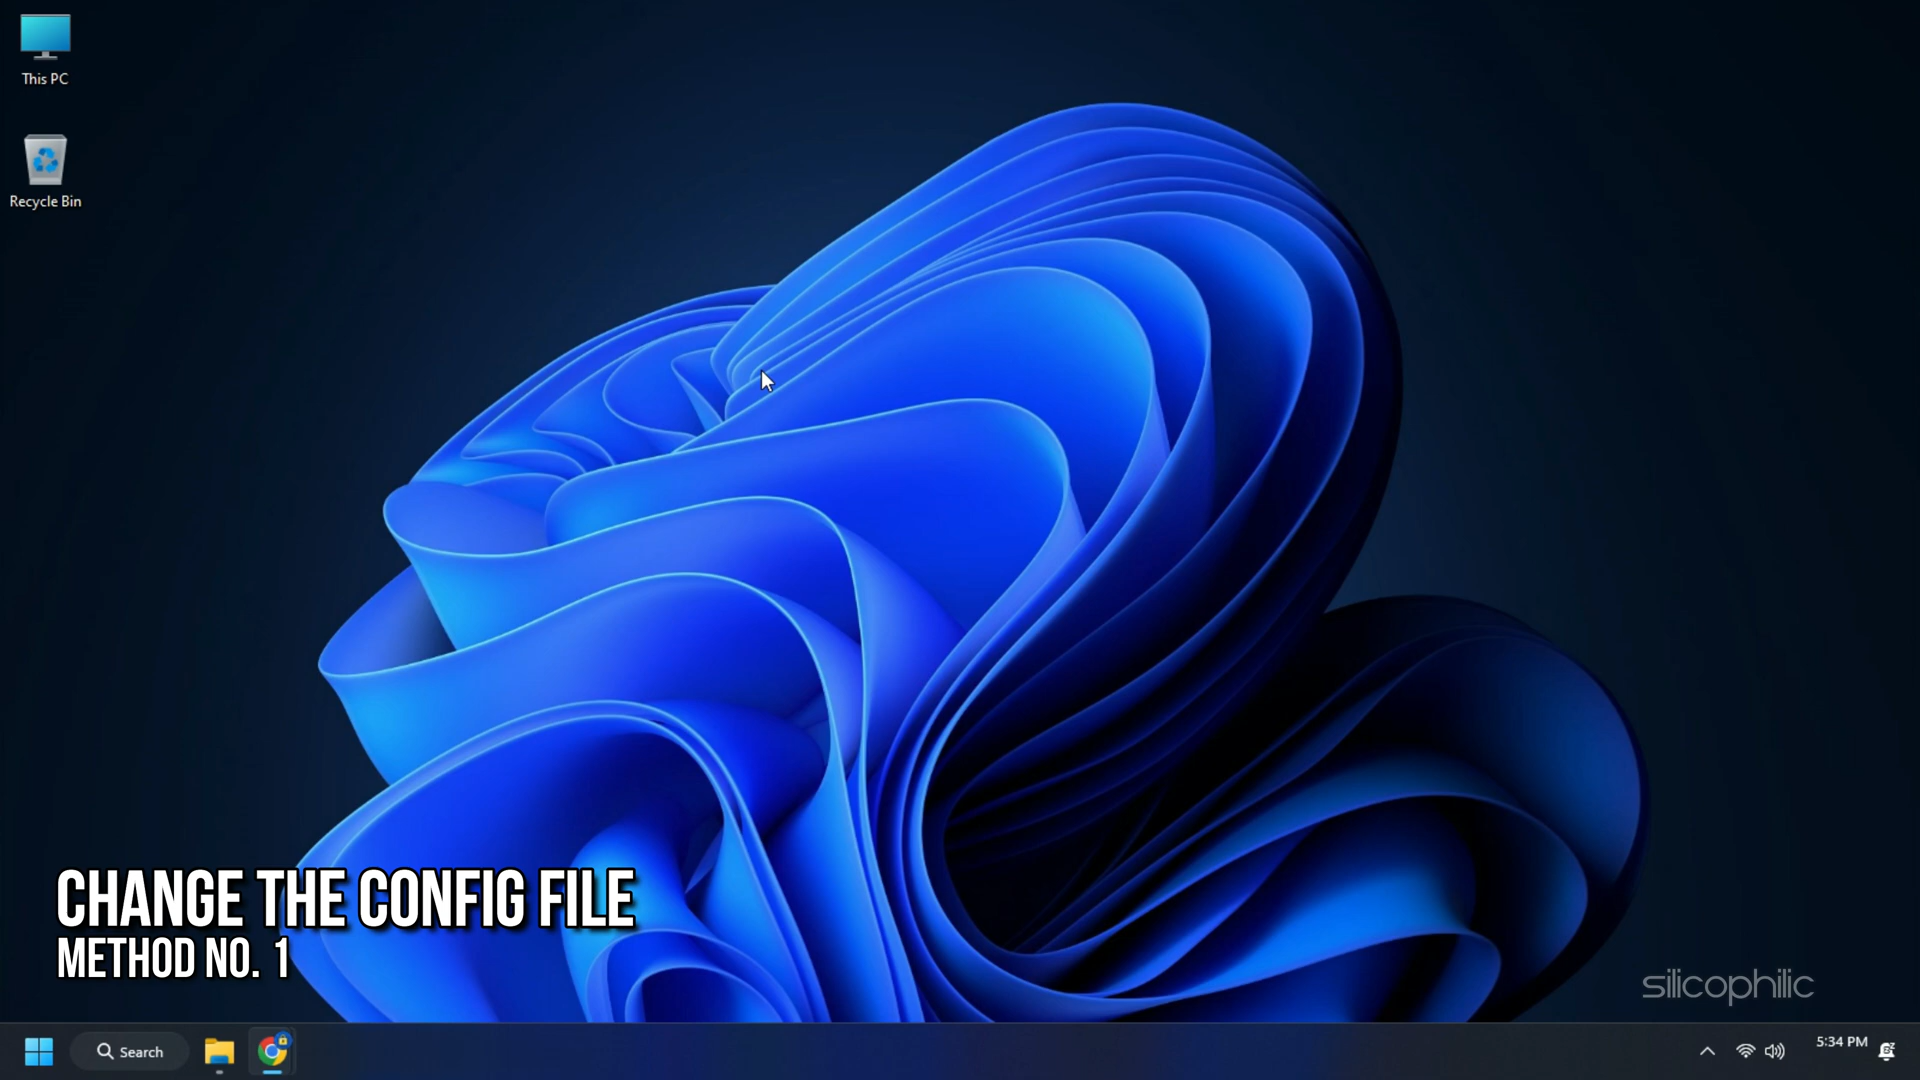 This PC
Recycle Bin
CHANGE THE CONFIG FILE
METHOD NO. 1
silicophilic
Search
5:34 PM